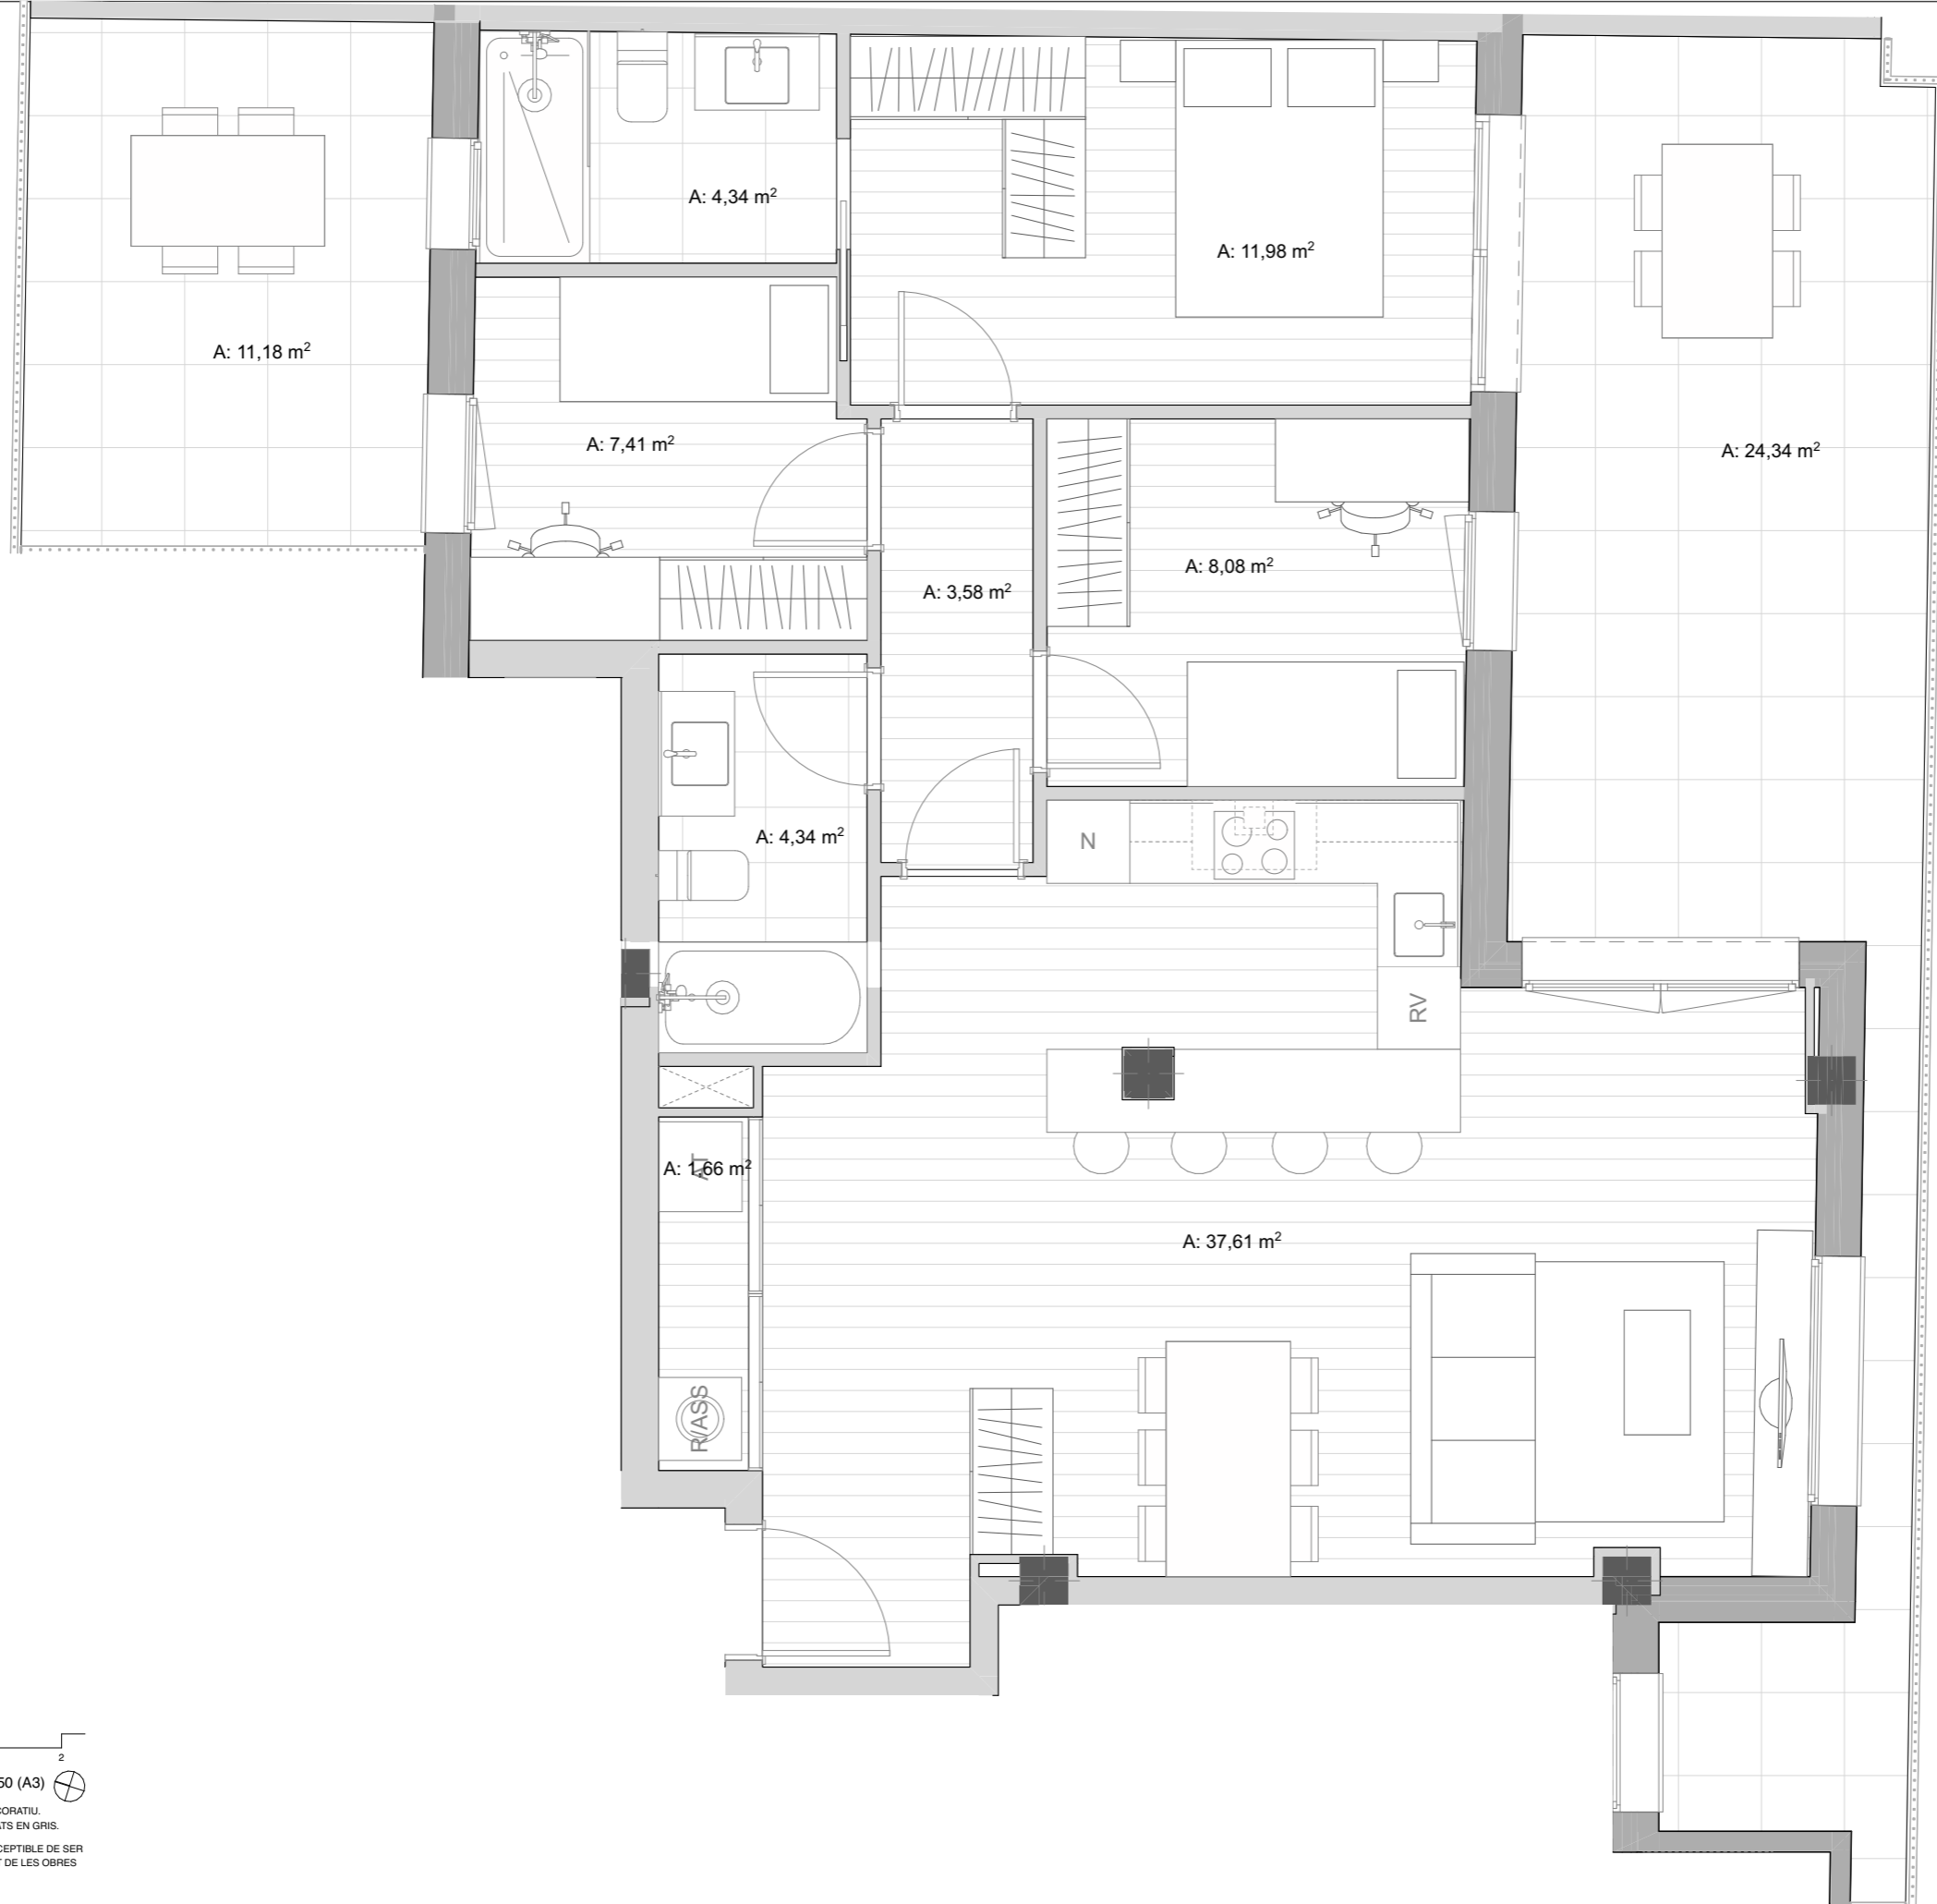 A: 4,34 m²
A: 11,98 m²
A: 11,18 m²
A: 7,41 m²
A: 24,34 m²
A: 8,08 m²
A: 3,58 m²
A: 4,34 m²
N
RV
A: 1,66 m²
AT
A: 37,61 m²
R/ASS
2
50 (A3)
CORATIU.
ATS EN GRIS.
CEPTIBLE DE SER
T DE LES OBRES